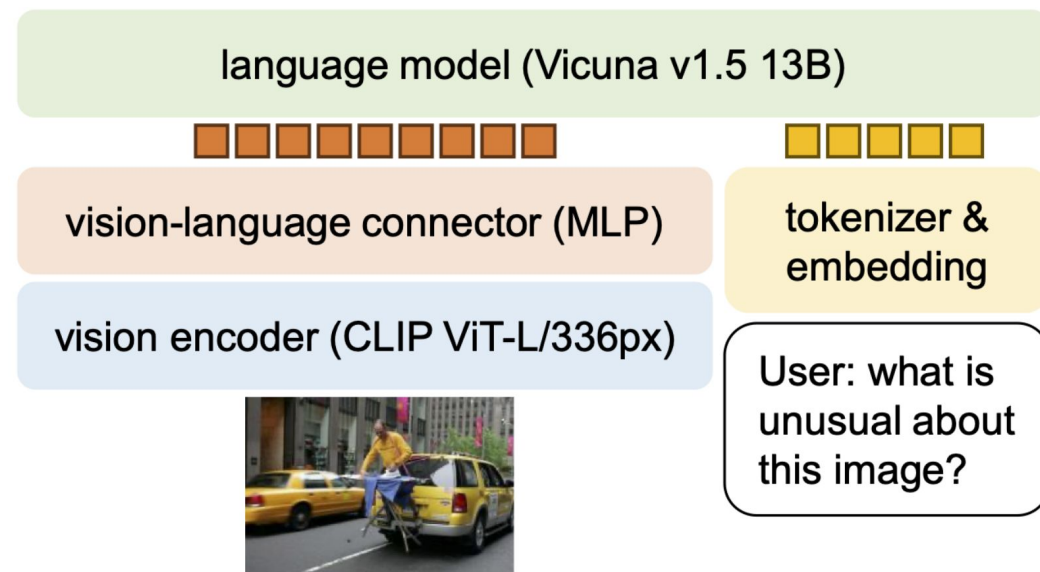 language model (Vicuna v1.5 13B)
vision-language connector (MLP)
tokenizer &
embedding
vision encoder (CLIP ViT-L/336px)
User: what is
unusual about
this image?